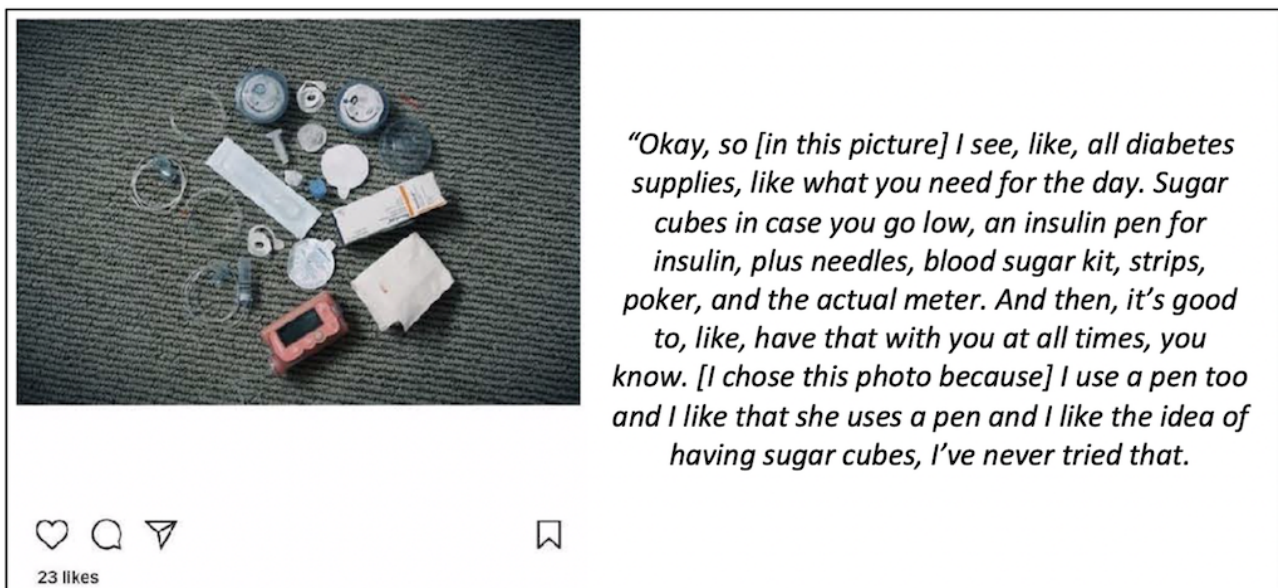 “Okay, so [in this picture] I see, like, all diabetes
supplies, like what you need for the day. Sugar
cubes in case you go low, an insulin pen for
insulin, plus needles, blood sugar kit, strips,
poker, and the actual meter. And then, it’s good
to, like, have that with you at all times, you
know. [I chose this photo because] I use a pen too
and I like that she uses a pen and I like the idea of
having sugar cubes, I’ve never tried that.
23 likes